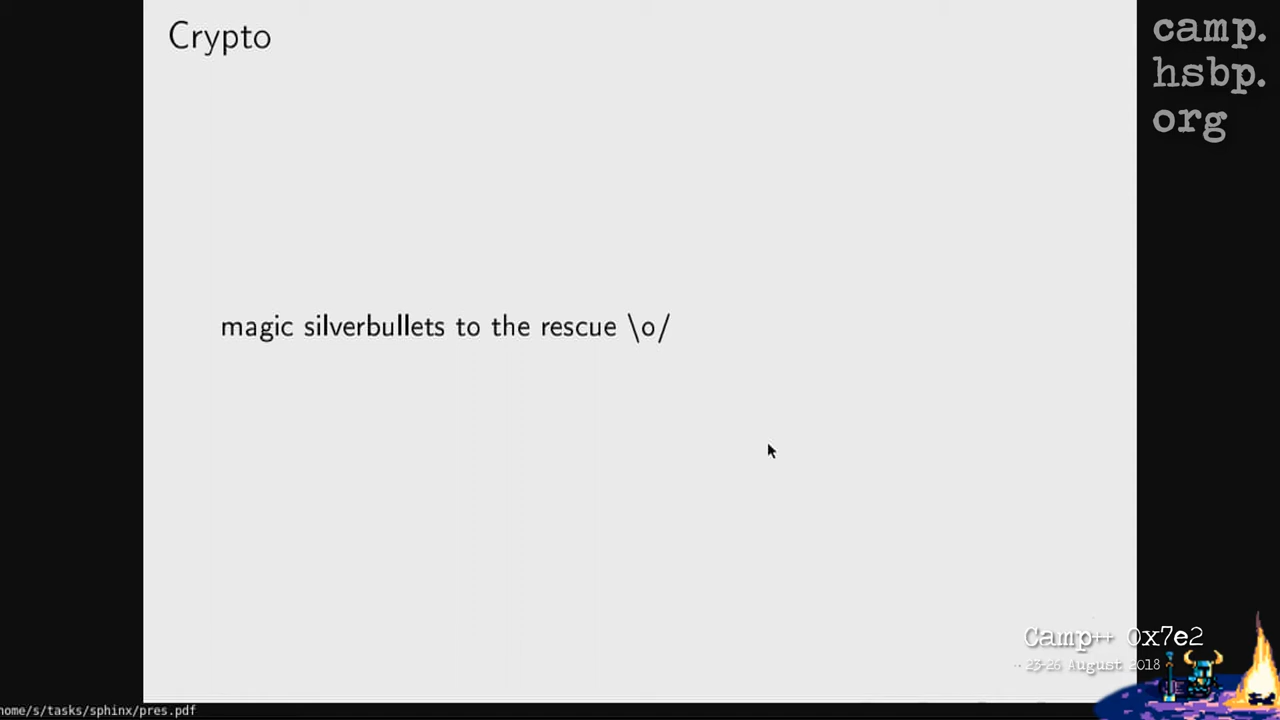 Crypto
magic silverbullets to the rescue \o/
camp.
hsbp.
org
Camp++ 0x7e2
23-26 August 2018
home/s/tasks/sphinx/pres.pdf